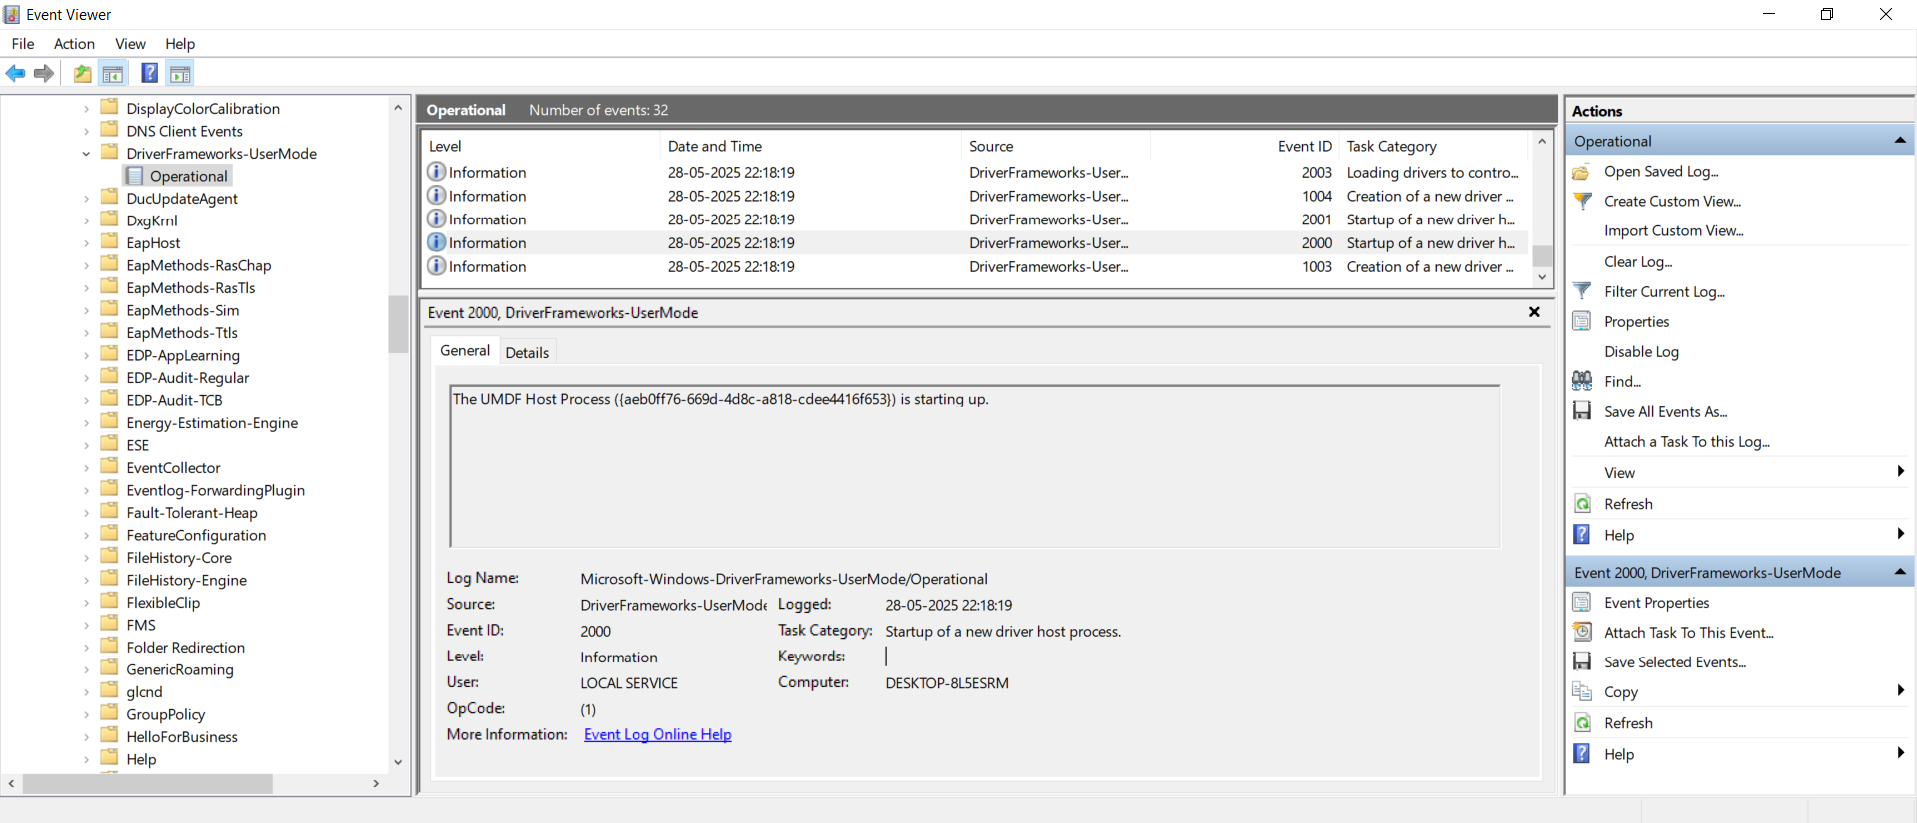 Event Viewer
File Action View Help
DisplayColorCalibration
DNS Client Events
DriverFrameworks-UserMode
Operational
DucUpdateAgent
DxgKrnl
EapHost
EapMethods-RasChap
EapMethods-RasTls
EapMethods-Sim
EapMethods-Ttls
EDP-AppLearning
EDP-Audit-Regular
EDP-Audit-TCB
Energy-Estimation-Engine
ESE
EventCollector
Eventlog-ForwardingPlugin
Fault-Tolerant-Heap
FeatureConfiguration
FileHistory-Core
FileHistory-Engine
FlexibleClip
FMS
Folder Redirection
GenericRoaming
glcnd
GroupPolicy
HelloForBusiness
Help
Operational Number of events: 32
Level Date and Time Source Event ID Task Category
Information 28-05-2025 22:18:19 DriverFrameworks-User... 2003 Loading drivers to contro...
Information 28-05-2025 22:18:19 DriverFrameworks-User... 1004 Creation of a new driver ...
Information 28-05-2025 22:18:19 DriverFrameworks-User... 2001 Startup of a new driver h...
Information 28-05-2025 22:18:19 DriverFrameworks-User... 2000 Startup of a new driver h...
Information 28-05-2025 22:18:19 DriverFrameworks-User... 1003 Creation of a new driver ...
Event 2000, DriverFrameworks-UserMode
General Details
The UMDF Host Process ({aeb0ff76-669d-4d8c-a818-cdee4416f653}) is starting up.
Log Name: Microsoft-Windows-DriverFrameworks-UserMode/Operational
Source: DriverFrameworks-UserMode Logged: 28-05-2025 22:18:19
Event ID: 2000 Task Category: Startup of a new driver host process.
Level: Information Keywords:
User: LOCAL SERVICE Computer: DESKTOP-8L5ESRM
OpCode: (1)
More Information: Event Log Online Help
Actions
Operational
Open Saved Log...
Create Custom View...
Import Custom View...
Clear Log...
Filter Current Log...
Properties
Disable Log
Find...
Save All Events As...
Attach a Task To this Log...
View
Refresh
Help
Event 2000, DriverFrameworks-UserMode
Event Properties
Attach Task To This Event...
Save Selected Events...
Copy
Refresh
Help